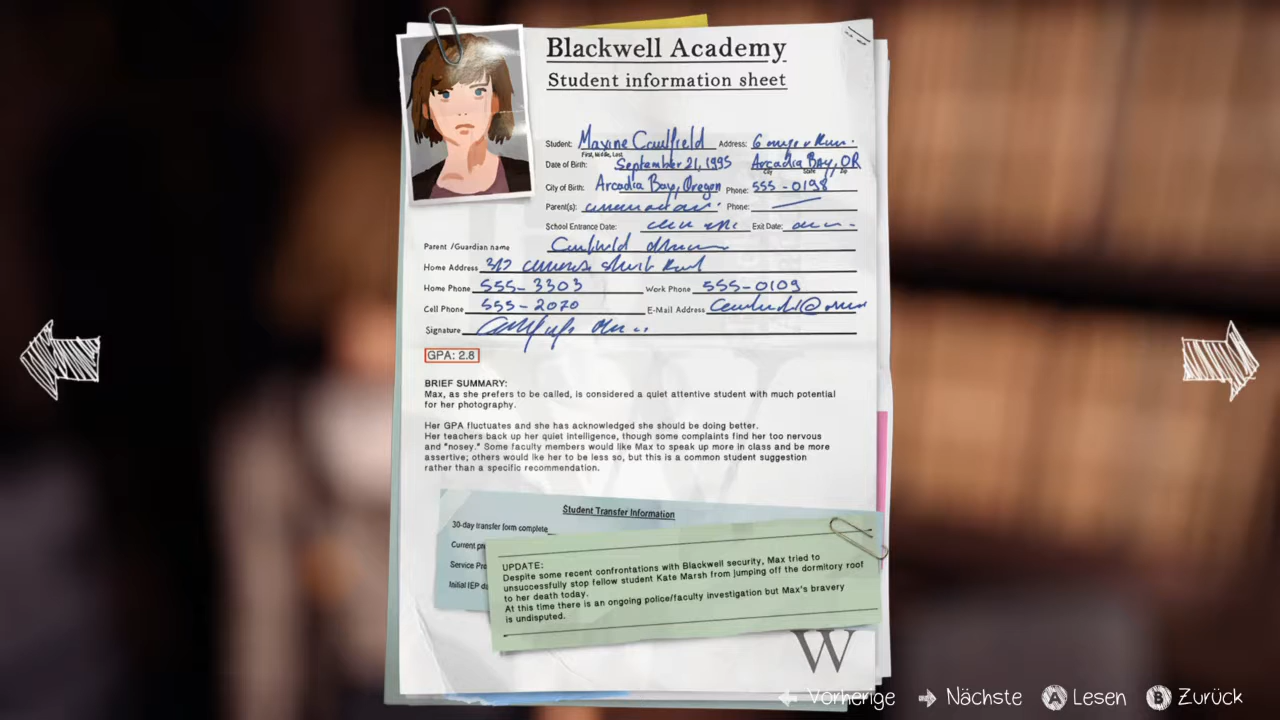 Blackwell Academy
Student information sheet
Student: Maxine Caulfield Address:
First, Middle, Last
Date of Birth: September 21, 1995 Arcadia Bay, OR
City State Zip
City of Birth: Arcadia Bay, Oregon Phone: 555-0198
Parent(s): Phone:
School Entrance Date: Exit Date:
Parent /Guardian name Caulfield
Home Address
Home Phone 555-3303 Work Phone 555-0109
Cell Phone 555-2070 E-Mail Address
Signature
GPA: 2.8
BRIEF SUMMARY:
Max, as she prefers to be called, is considered a quiet attentive student with much potential
for her photography.
Her GPA fluctuates and she has acknowledged she should be doing better.
Her teachers back up her quiet intelligence, though some complaints find her too nervous
and "nosey." Some faculty members would like Max to speak up more in class and be more
assertive; others would ike her to be less so, but this is a common student suggestion
rather than a specific recommendation.
Student Transfer Information
30-day transfer form complete
Current
Service
Initial IEP
UPDATE:
Despite some recent confrontations with Blackwell security, Max tried to
unsuccessfully stop fellow student Kate Marsh from jumping off the dormitory roof
to her death today.
At this time there is an ongoing police/faculty investigation but Max's bravery
is undisputed.
W
Vorherige Nächste A Lesen B Zurück